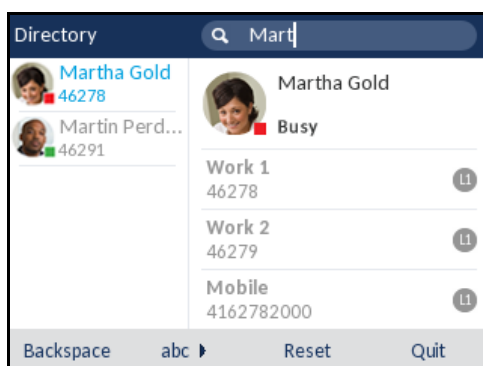 Directory
Mart
Martha Gold
46278
Martin Perd...
46291
Martha Gold
Busy
Work 1
46278
L1
Work 2
46279
L1
Mobile
4162782000
L1
Backspace abc Reset Quit